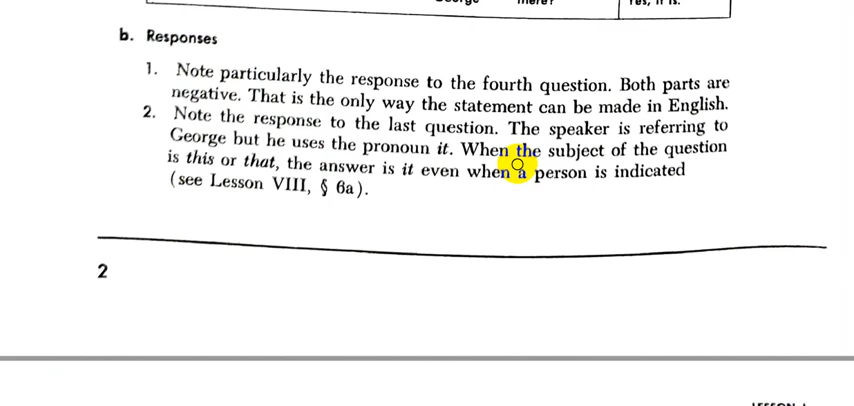 Yes, it is.
b. Responses
1. Note particularly the response to the fourth question. Both parts are
negative. That is the only way the statement can be made in English.
2. Note the response to the last question. The speaker is referring to
George but he uses the pronoun it. When the subject of the question
is this or that, the answer is it even when a person is indicated
(see Lesson VIII, § 6a).
2